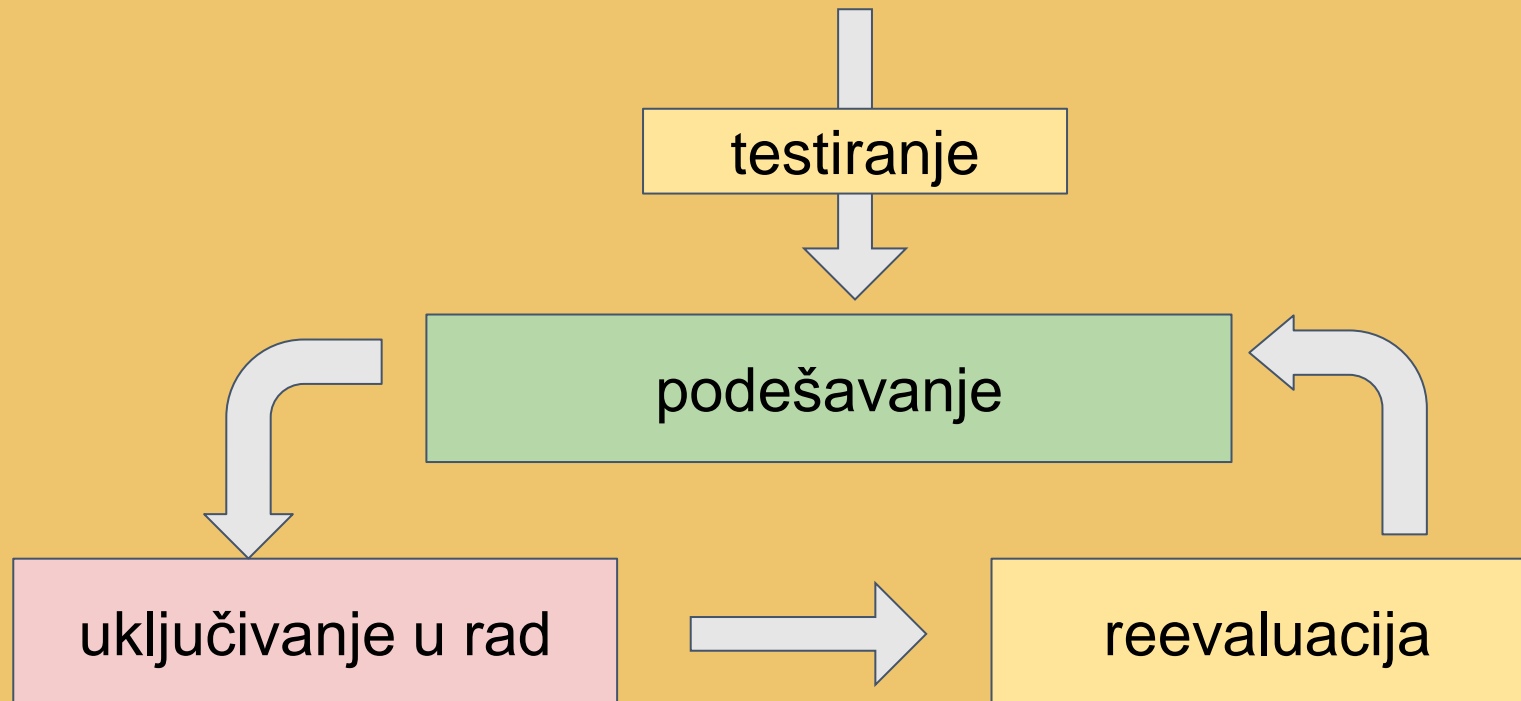 testiranje
podešavanje
uključivanje u rad
reevaluacija